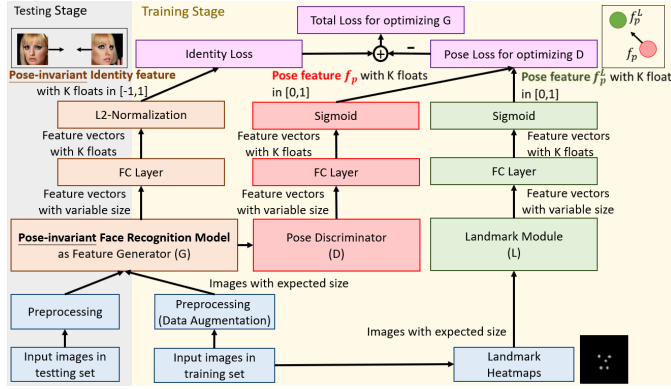 Testing Stage
Training Stage
Total Loss for optimizing G
f_p^L
f_p
Identity Loss
+
−
Pose Loss for optimizing D
Pose-invariant Identity feature
with K floats in [-1,1]
Pose feature f_p with K floats
in [0,1]
Pose feature f_p^L with K floats
in [0,1]
L2-Normalization
Sigmoid
Sigmoid
Feature vectors
with K floats
Feature vectors
with K floats
Feature vectors
with K floats
FC Layer
FC Layer
FC Layer
Feature vectors
with variable size
Feature vectors
with variable size
Feature vectors
with variable size
Pose-invariant Face Recognition Model
as Feature Generator (G)
Pose Discriminator
(D)
Landmark Module
(L)
Images with expected size
Preprocessing
Preprocessing
(Data Augmentation)
Images with expected size
Input images in
testting set
Input images in
training set
Landmark
Heatmaps